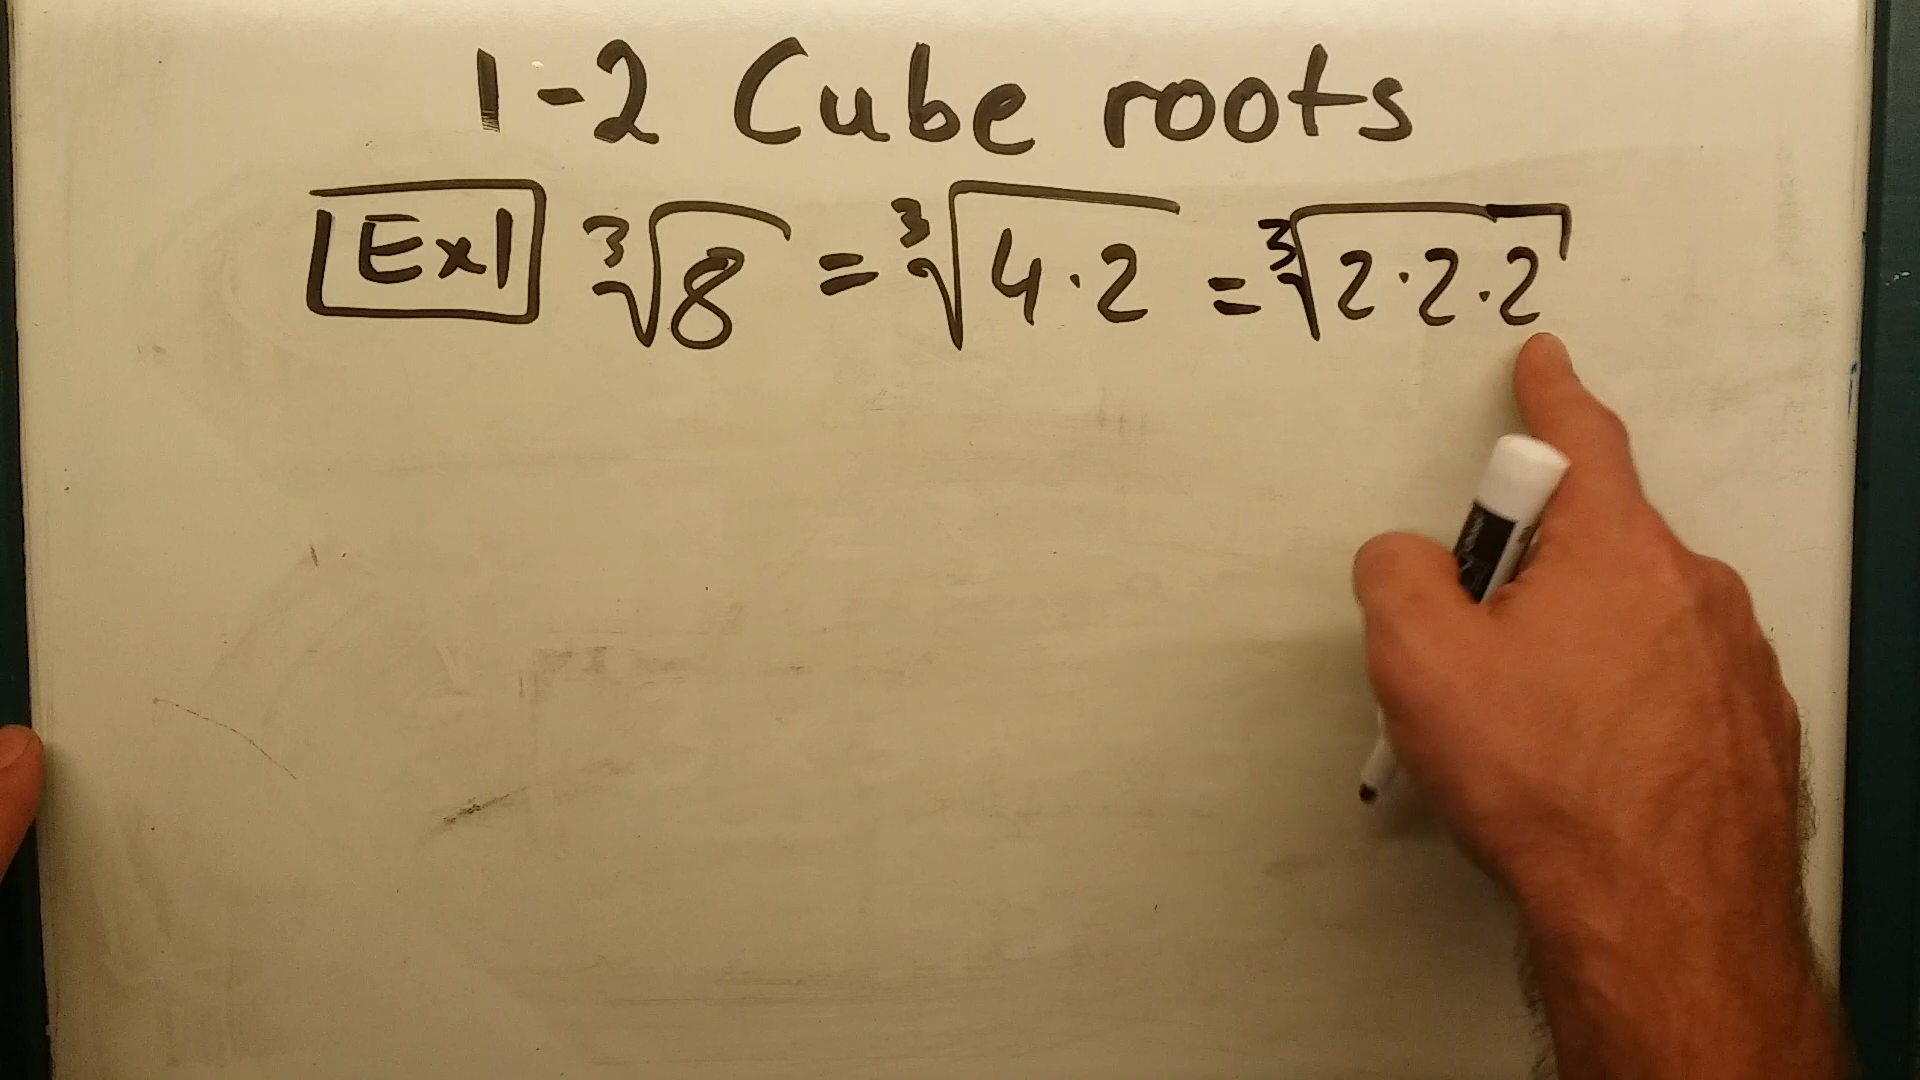 1-2 Cube roots
Ex1 ∛8 = ∛4·2 = ∛2·2·2